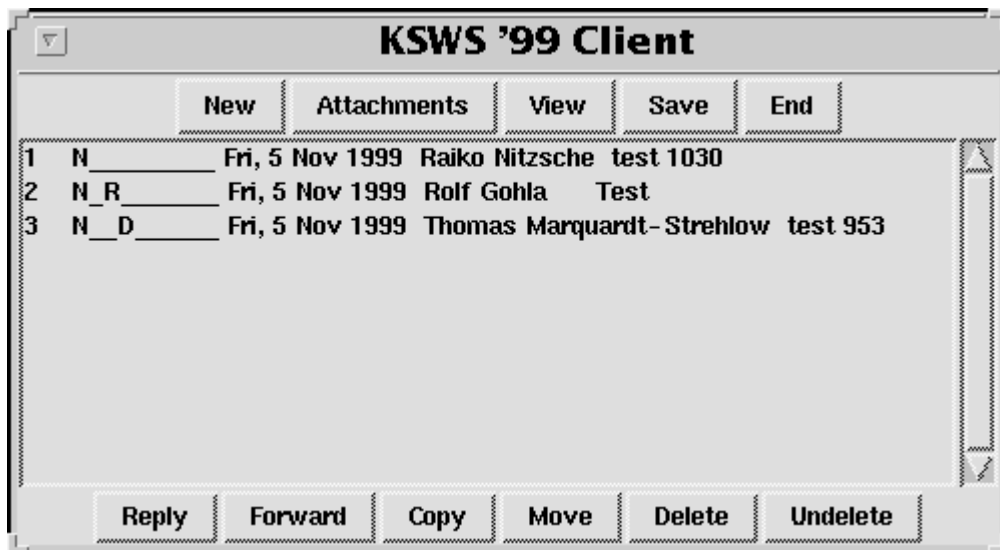 KSWS '99 Client
New Attachments View Save End
1 N_________ Fri, 5 Nov 1999 Raiko Nitzsche test 1030
2 N_R_______ Fri, 5 Nov 1999 Rolf Gohla Test
3 N__D______ Fri, 5 Nov 1999 Thomas Marquardt-Strehlow test 953
Reply Forward Copy Move Delete Undelete